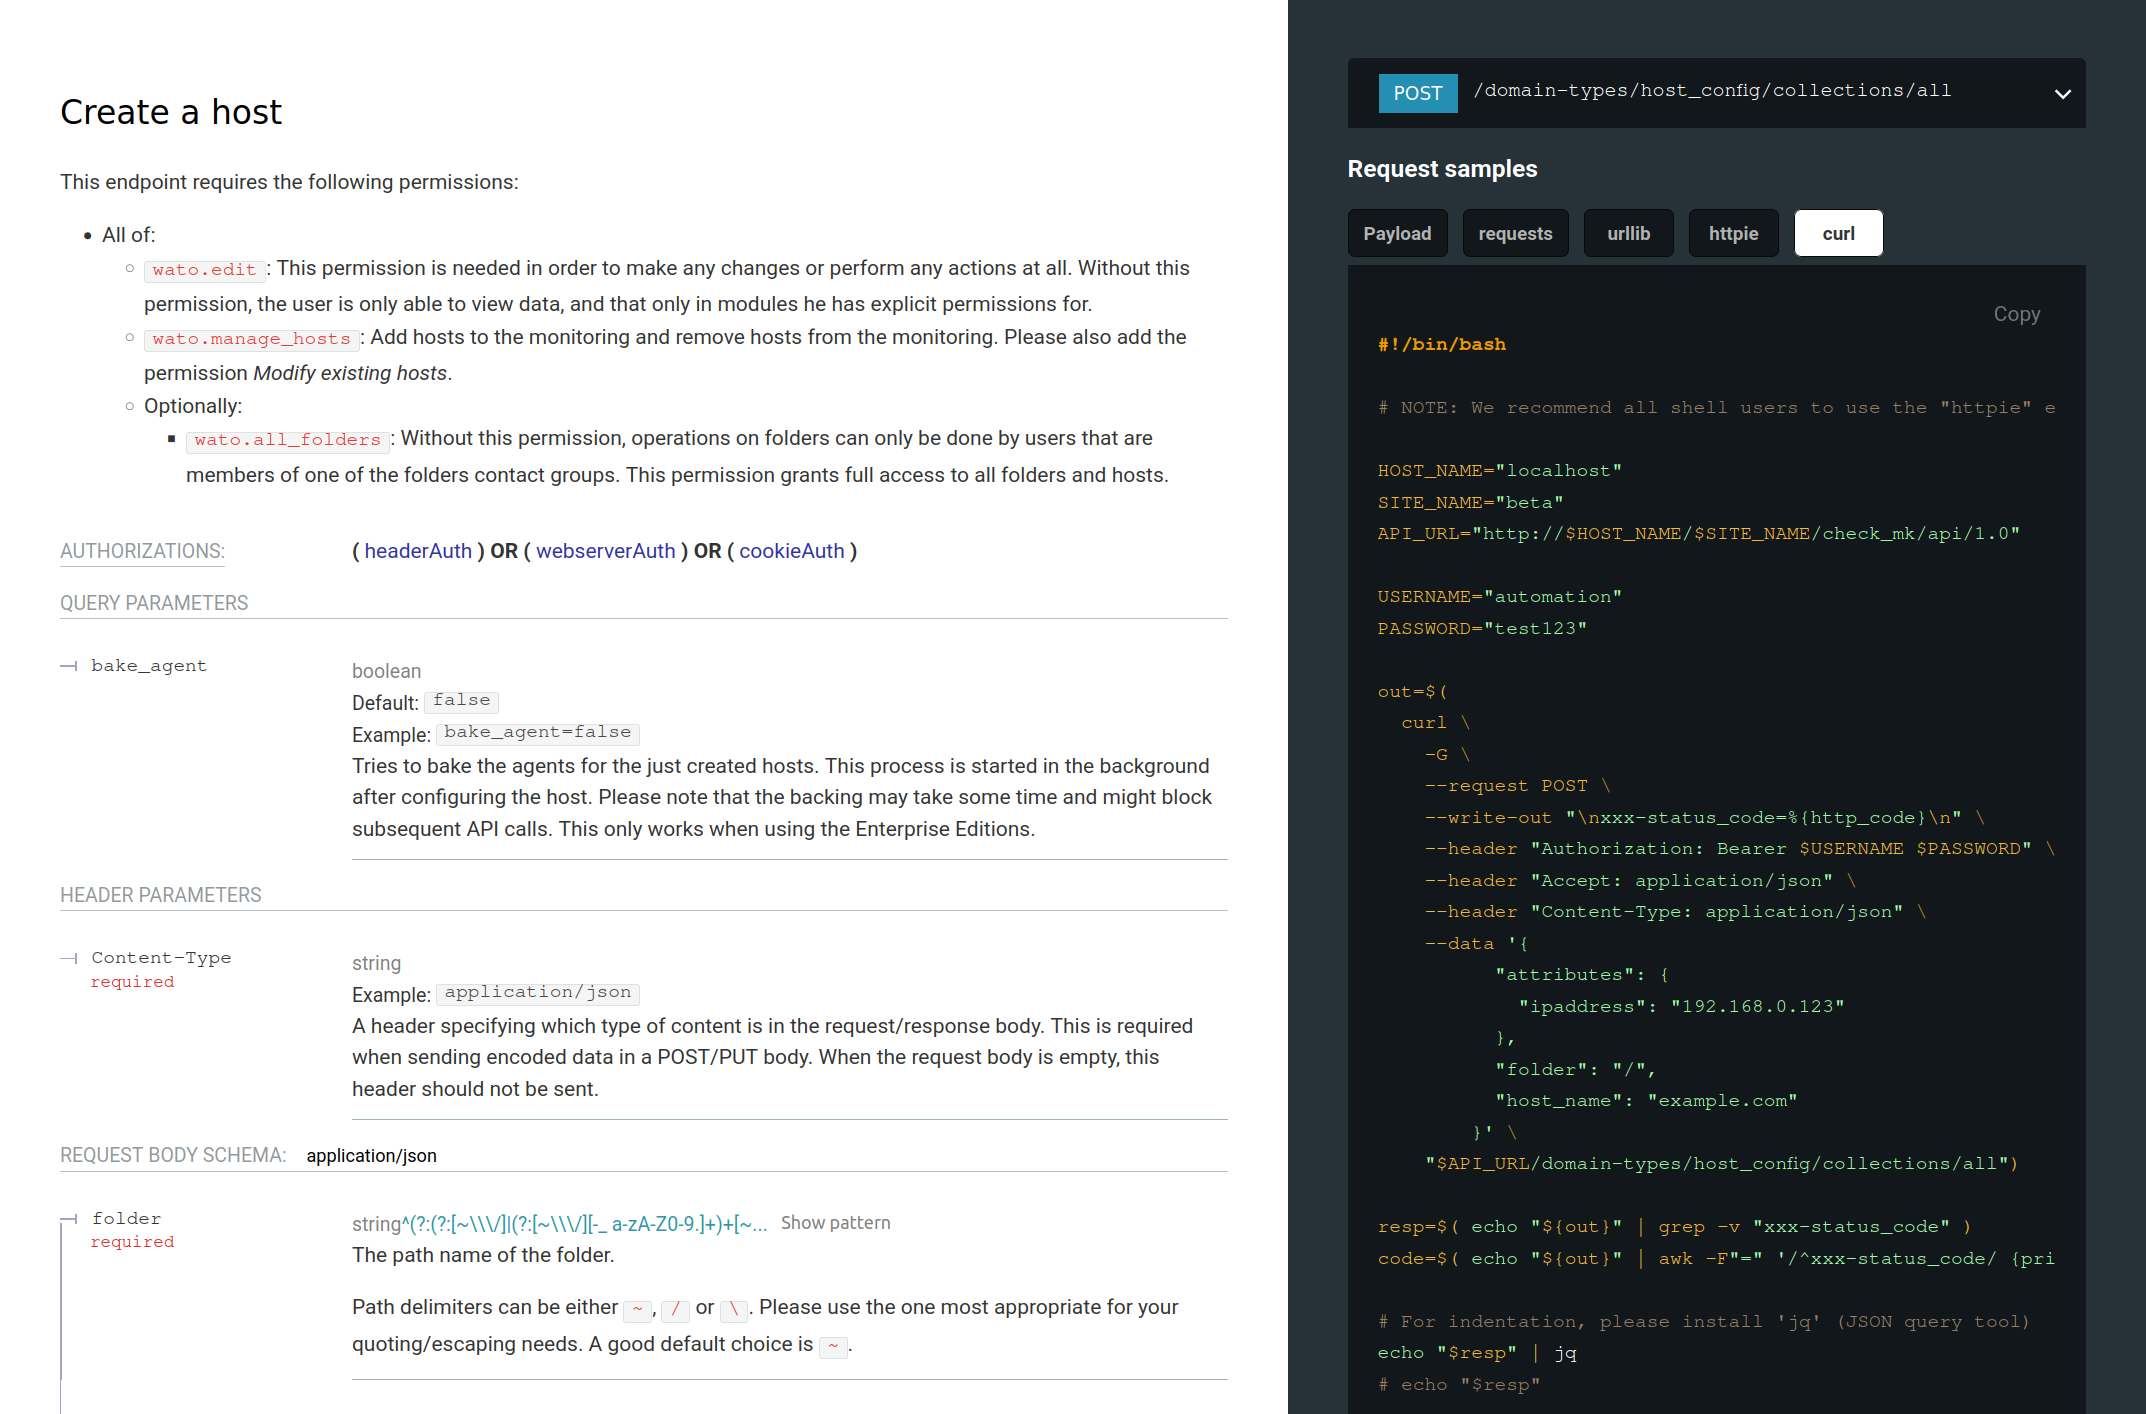 Create a host
This endpoint requires the following permissions:
All of:
wato.edit: This permission is needed in order to make any changes or perform any actions at all. Without this
permission, the user is only able to view data, and that only in modules he has explicit permissions for.
wato.manage_hosts: Add hosts to the monitoring and remove hosts from the monitoring. Please also add the
permission Modify existing hosts.
Optionally:
wato.all_folders: Without this permission, operations on folders can only be done by users that are
members of one of the folders contact groups. This permission grants full access to all folders and hosts.
AUTHORIZATIONS: ( headerAuth ) OR ( webserverAuth ) OR ( cookieAuth )
QUERY PARAMETERS
bake_agent
boolean
Default: false
Example: bake_agent=false
Tries to bake the agents for the just created hosts. This process is started in the background
after configuring the host. Please note that the backing may take some time and might block
subsequent API calls. This only works when using the Enterprise Editions.
HEADER PARAMETERS
Content-Type
required
string
Example: application/json
A header specifying which type of content is in the request/response body. This is required
when sending encoded data in a POST/PUT body. When the request body is empty, this
header should not be sent.
REQUEST BODY SCHEMA: application/json
folder
required
string^(?:(?:[~\\\/]|(?:[~\\\/][-_ a-zA-Z0-9.]+)+[~... Show pattern
The path name of the folder.
Path delimiters can be either ~, / or \. Please use the one most appropriate for your
quoting/escaping needs. A good default choice is ~.
POST /domain-types/host_config/collections/all
Request samples
Payload requests urllib httpie curl
Copy
#!/bin/bash
# NOTE: We recommend all shell users to use the "httpie" e
HOST_NAME="localhost"
SITE_NAME="beta"
API_URL="http://$HOST_NAME/$SITE_NAME/check_mk/api/1.0"
USERNAME="automation"
PASSWORD="test123"
out=$(
curl \
-G \
--request POST \
--write-out "\nxxx-status_code=%{http_code}\n" \
--header "Authorization: Bearer $USERNAME $PASSWORD" \
--header "Accept: application/json" \
--header "Content-Type: application/json" \
--data '{
"attributes": {
"ipaddress": "192.168.0.123"
},
"folder": "/",
"host_name": "example.com"
}' \
"$API_URL/domain-types/host_config/collections/all")
resp=$( echo "${out}" | grep -v "xxx-status_code" )
code=$( echo "${out}" | awk -F"=" '/^xxx-status_code/ {pri
# For indentation, please install 'jq' (JSON query tool)
echo "$resp" | jq
# echo "$resp"